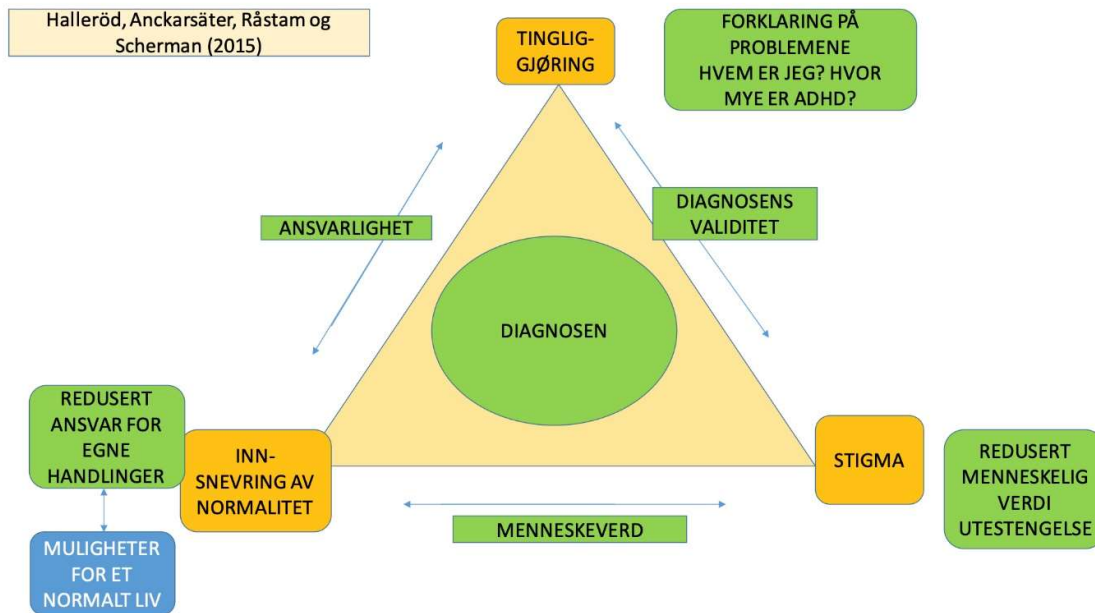 Halleröd, Anckarsäter, Råstam og
Scherman (2015)
TINGLIG-
GJØRING
FORKLARING PÅ
PROBLEMENE
HVEM ER JEG? HVOR
MYE ER ADHD?
ANSVARLIGHET
DIAGNOSENS
VALIDITET
DIAGNOSEN
REDUSERT
ANSVAR FOR
EGNE
HANDLINGER
INN-
SNEVRING AV
NORMALITET
STIGMA
REDUSERT
MENNESKELIG
VERDI
UTESTENGELSE
MENNESKEVERD
MULIGHETER
FOR ET
NORMALT LIV